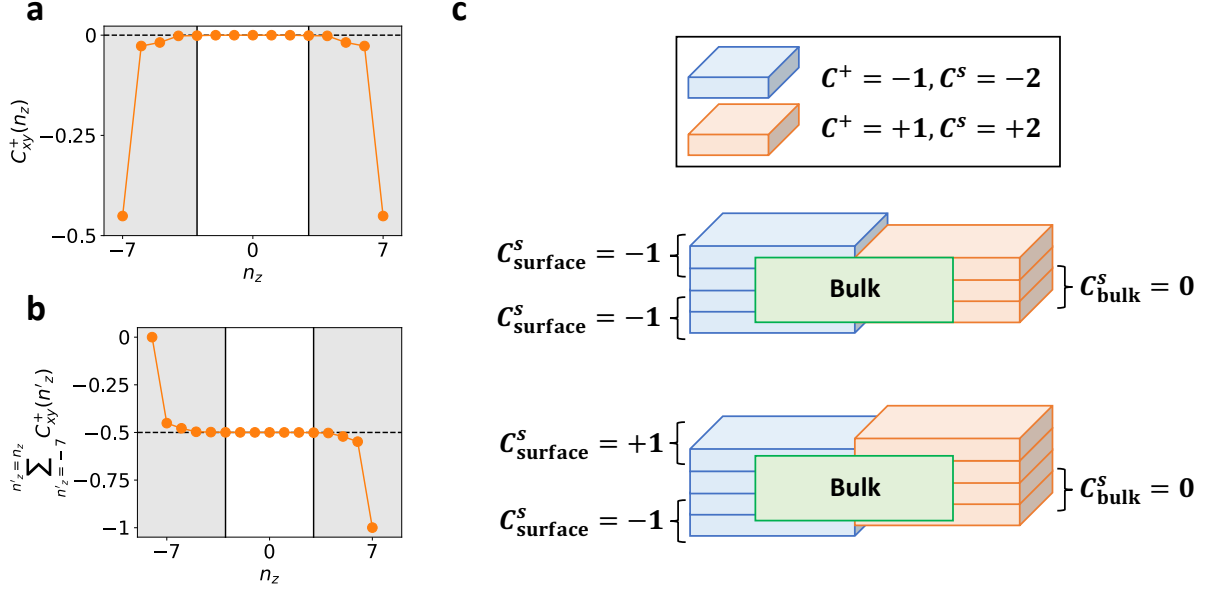 a
0
−0.25
−0.5
C⁺xy(nz)
−7 0 7
nz
b
0
−0.25
−0.5
−0.75
−1
n′z=nz
∑ C⁺xy(n′z)
n′z=−7
−7 0 7
nz
c
C⁺ = −1, Cˢ = −2
C⁺ = +1, Cˢ = +2
Cˢsurface = −1
Cˢsurface = −1
Bulk
Cˢbulk = 0
Cˢsurface = +1
Cˢsurface = −1
Bulk
Cˢbulk = 0